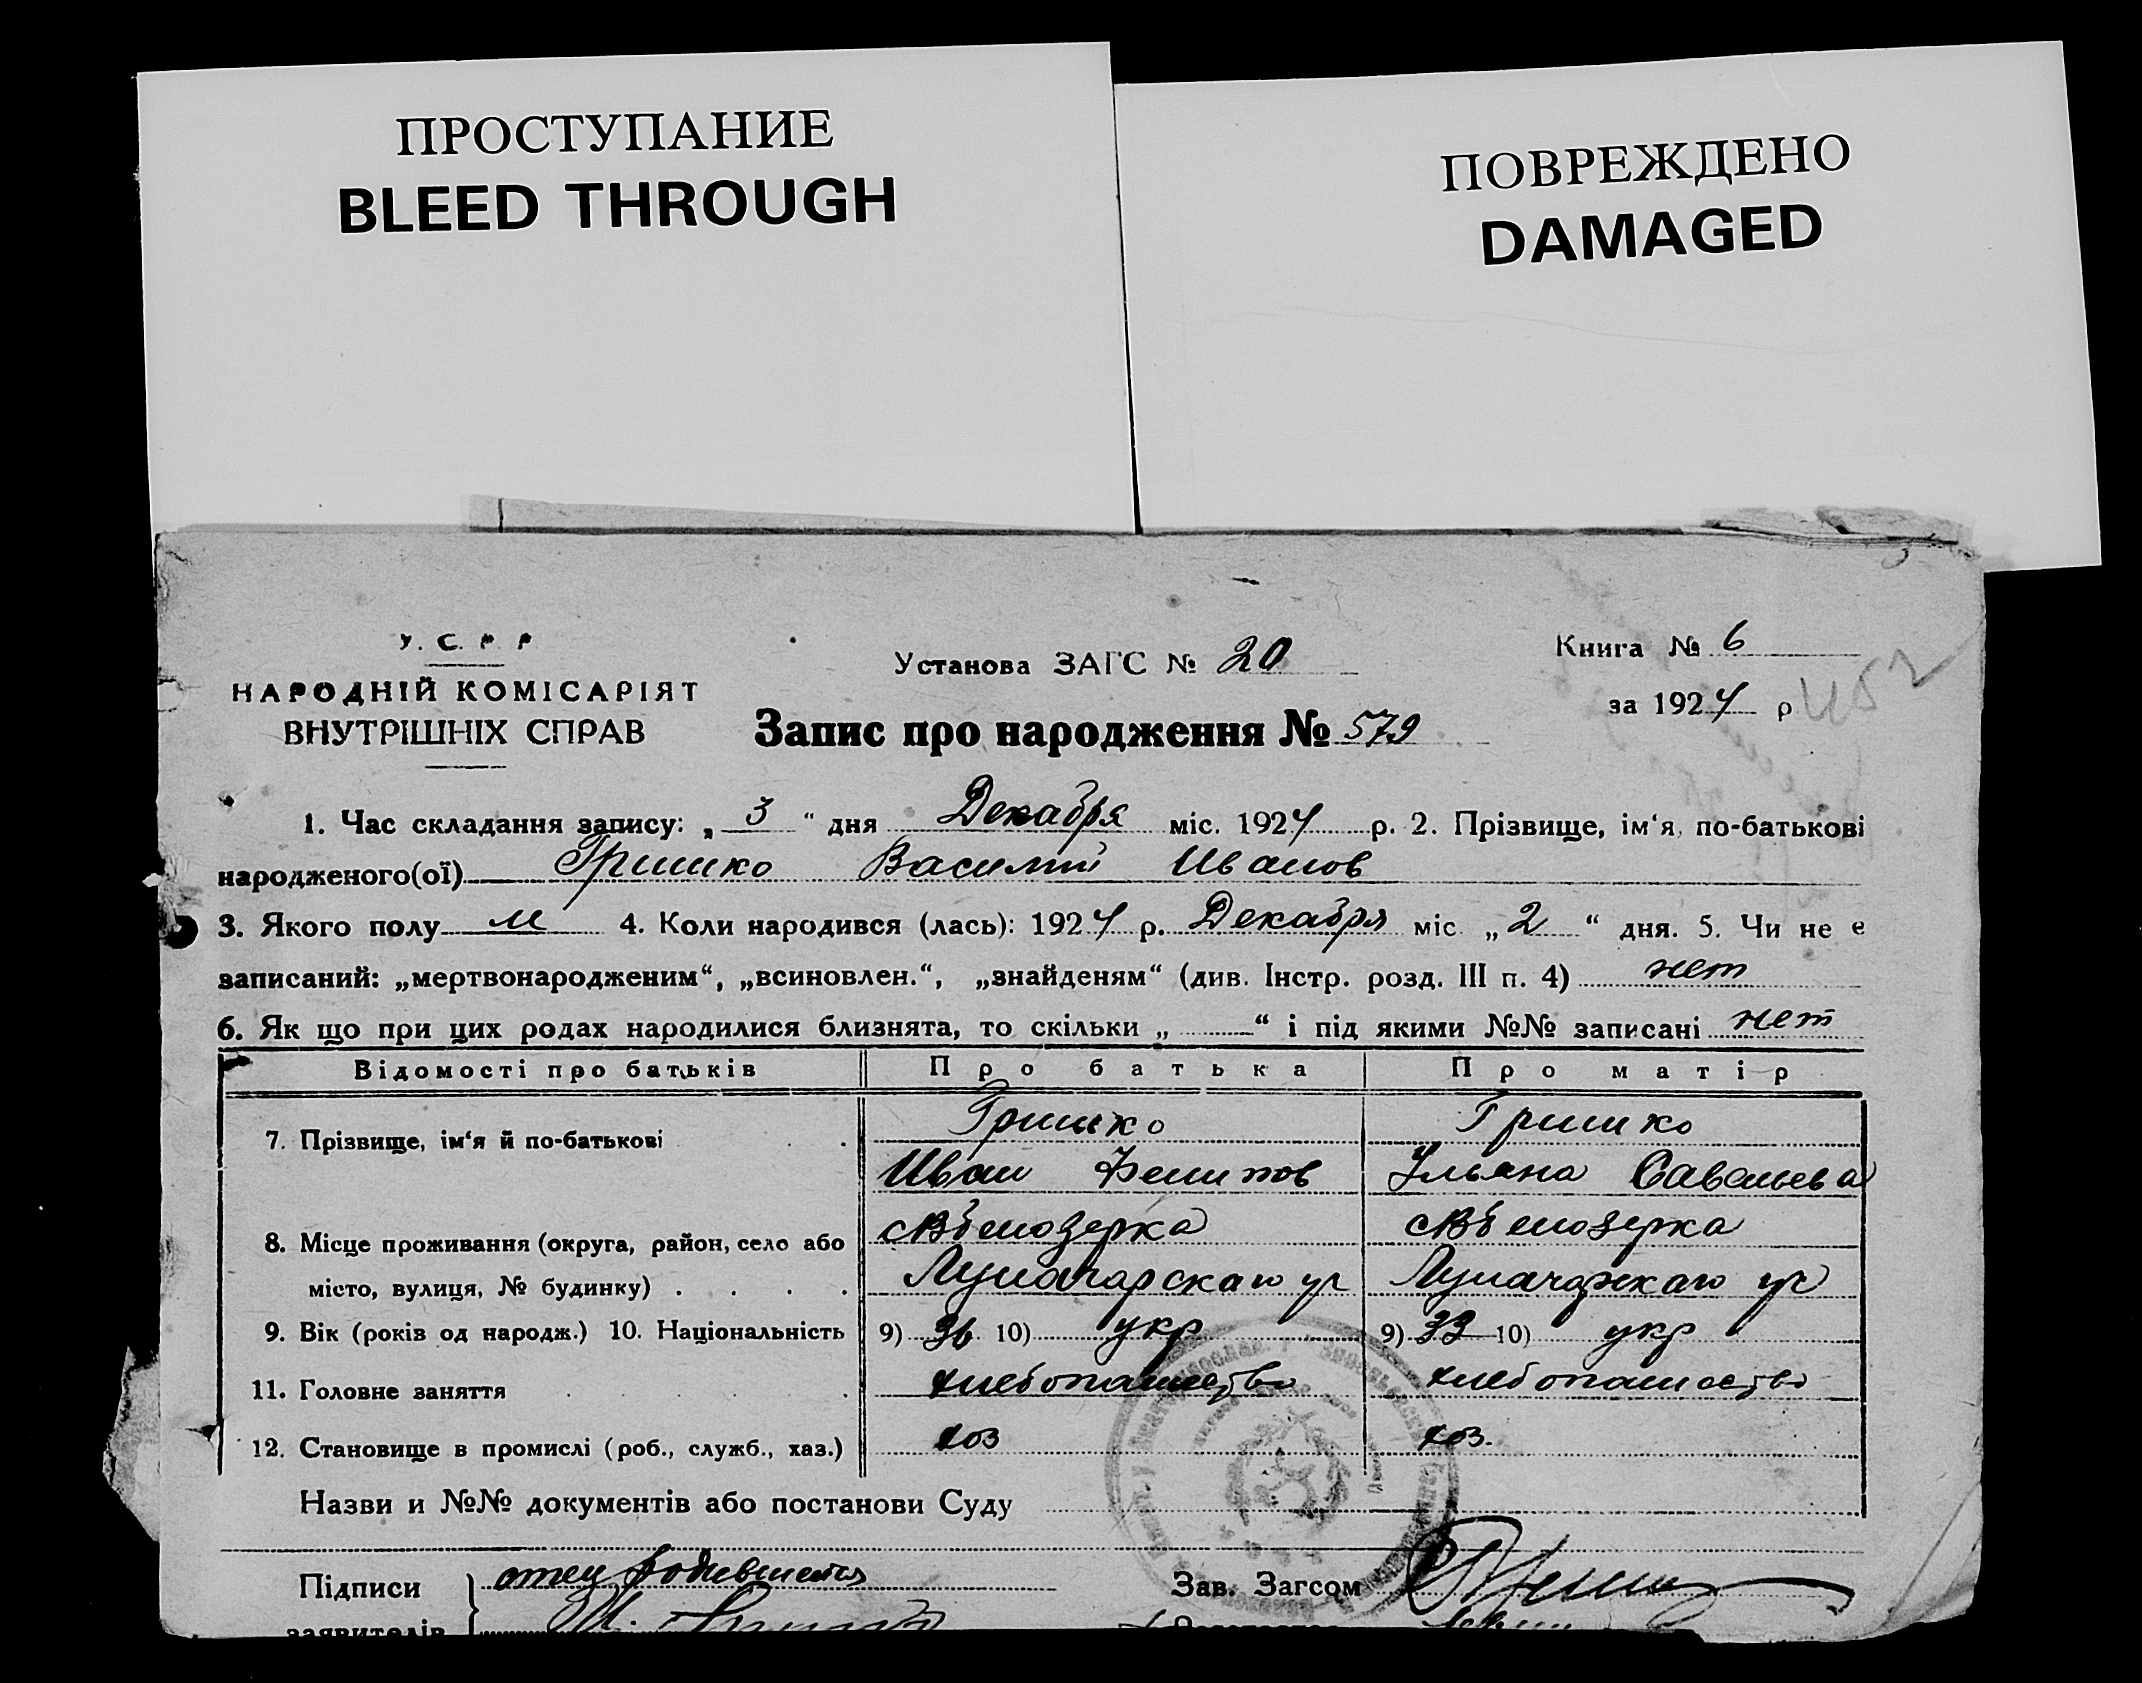 ПРОСТУПАНИЕ
BLEED THROUGH
ПОВРЕЖДЕНО
DAMAGED
У. С. Р. Р
НАРОДНІЙ КОМІСАРІЯТ
ВНУТРІШНІХ СПРАВ
Установа ЗАГС № 20
Книга № 6
за 1924 р
Запис про народження № 579
1. Час складання запису: „ 3 “ дня Декабря міс. 1924 р. 2. Прізвище, ім‘я, по-батькові
народженого(ої) Гришко Василий Иванов
3. Якого полу м 4. Коли народився (лась): 1924 р. Декабря міс „ 2 “ дня. 5. Чи не е
записаний: „мертвонародженим“, „всиновлен.“, „знайденям“ (див. Інстр. розд. III п. 4) нет
6. Як що при цих родах народилися близнята, то скільки „ “ і під якими №№ записані нет
Відомості про батьків Про батька Про матір
7. Прізвище, ім‘я й по-батькові Гришко Гришко
Иван Филипов Ульяна Савельева
8. Місце проживання (округа, район, село або с Белозерка с Белозерка
місто, вулиця, № будинку)
9. Вік (років од народж.) 10. Національність 9) 36 10) укр 9) 33 10) укр
11. Головне заняття хлебопашество хлебопашество
12. Становище в промислі (роб., служб., хаз.) хоз хоз.
Назви и №№ документів або постанови Суду
Підписи отец родившегося Зав. Загсом
заявителів